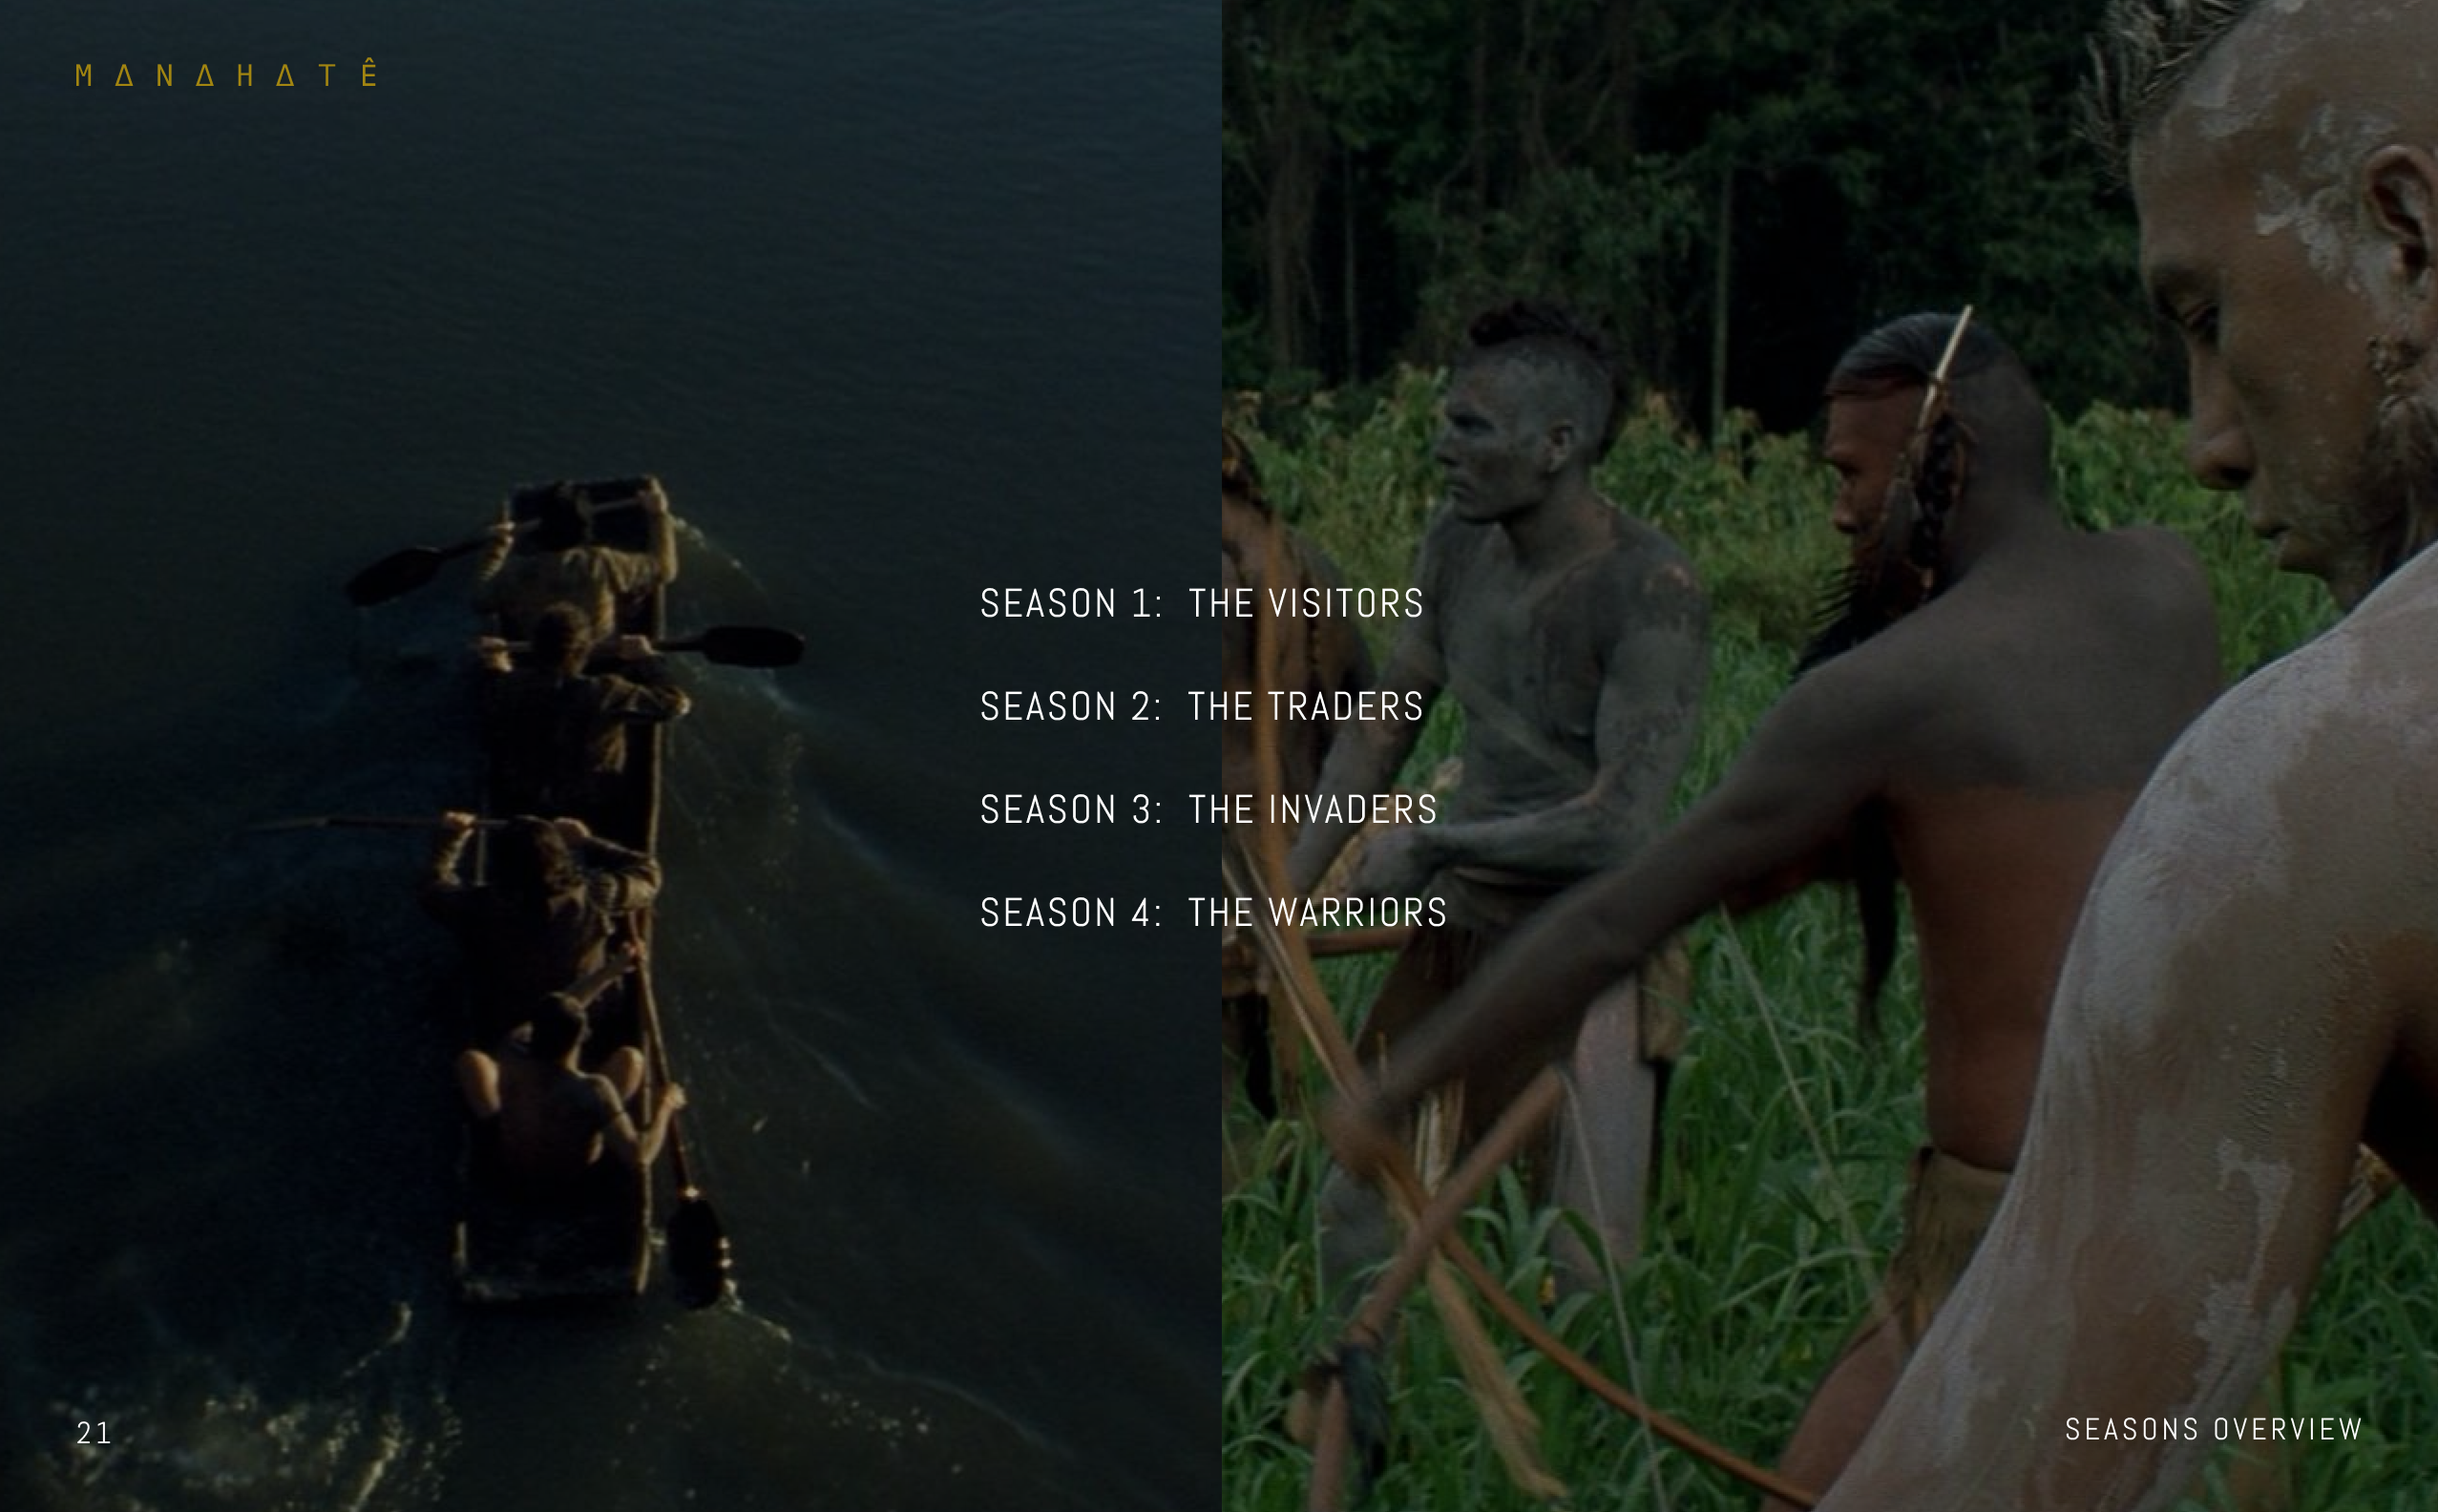 M Δ N Δ H Δ T Ê
SEASON 1: THE VISITORS
SEASON 2: THE TRADERS
SEASON 3: THE INVADERS
SEASON 4: THE WARRIORS
21
SEASONS OVERVIEW